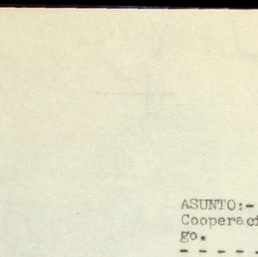 ASUNTO:-
Cooperaci
go.
- - - - -